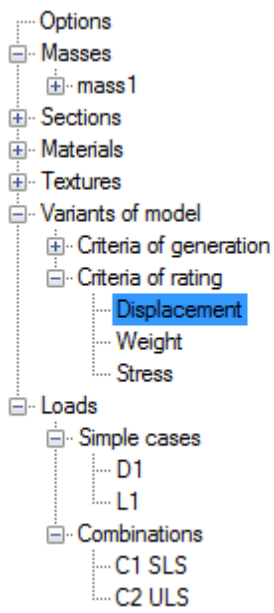 Options
Masses
mass1
Sections
Materials
Textures
Variants of model
Criteria of generation
Criteria of rating
Displacement
Weight
Stress
Loads
Simple cases
D1
L1
Combinations
C1 SLS
C2 ULS